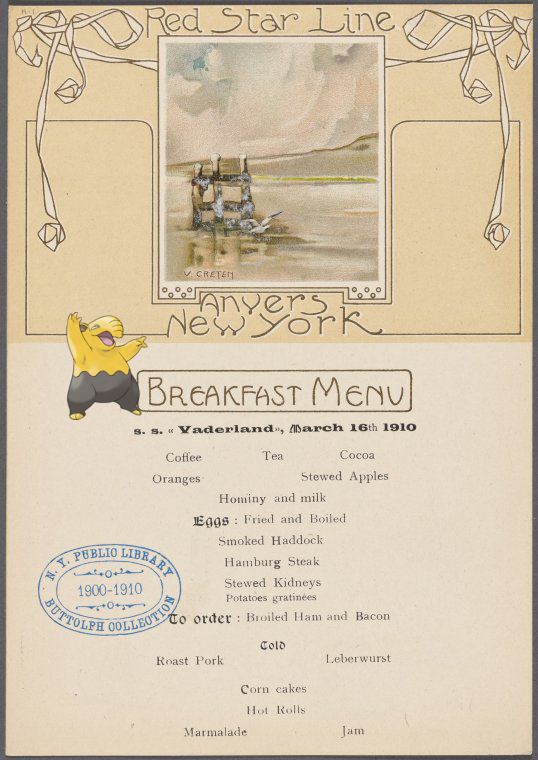 H-1
Red Star Line
V. CRETEN
Anvers
New York
BREAKFAST MENU
s. s. « Vaderland», March 16th 1910
Coffee Tea Cocoa
Oranges Stewed Apples
Hominy and milk
Eggs : Fried and Boiled
Smoked Haddock
Hamburg Steak
Stewed Kidneys
Potatoes gratinées
To order : Broiled Ham and Bacon
Cold
Roast Pork Leberwurst
Corn cakes
Hot Rolls
Marmalade Jam
N. Y. PUBLIC LIBRARY
1900-1910
BUTTOLPH COLLECTION